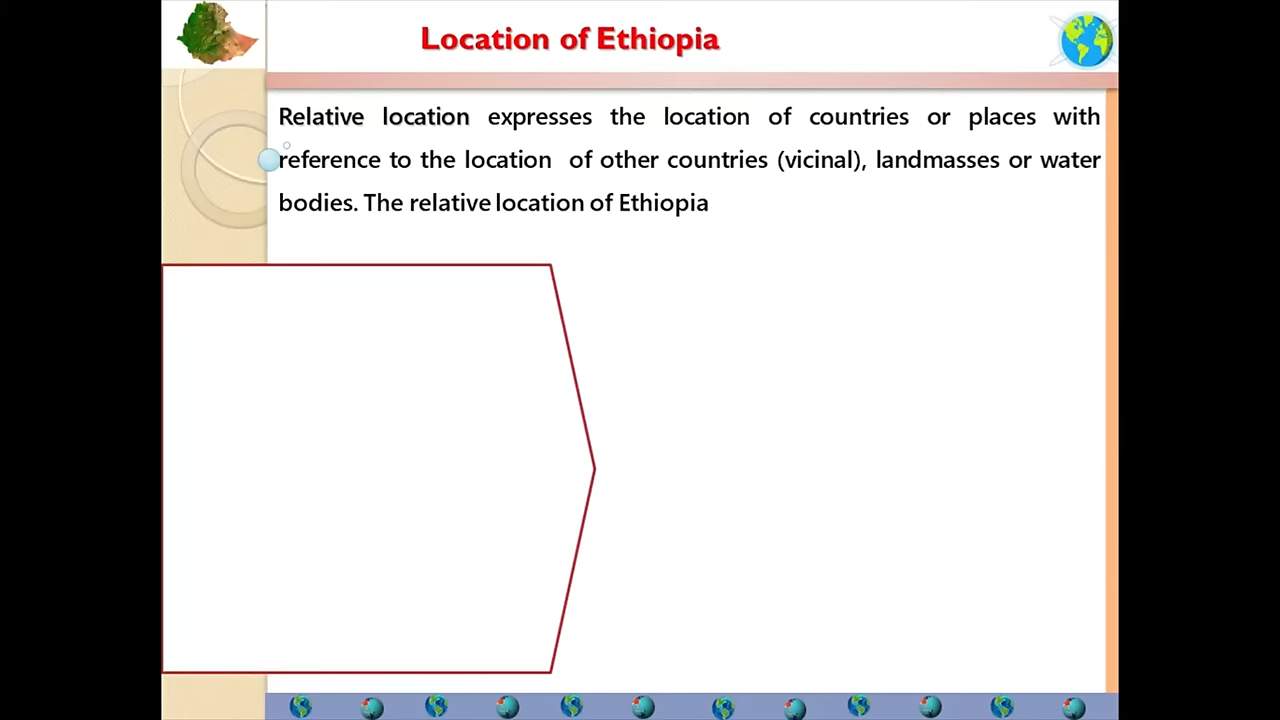 Location of Ethiopia
Relative location expresses the location of countries or places with
reference to the location of other countries (vicinal), landmasses or water
bodies. The relative location of Ethiopia